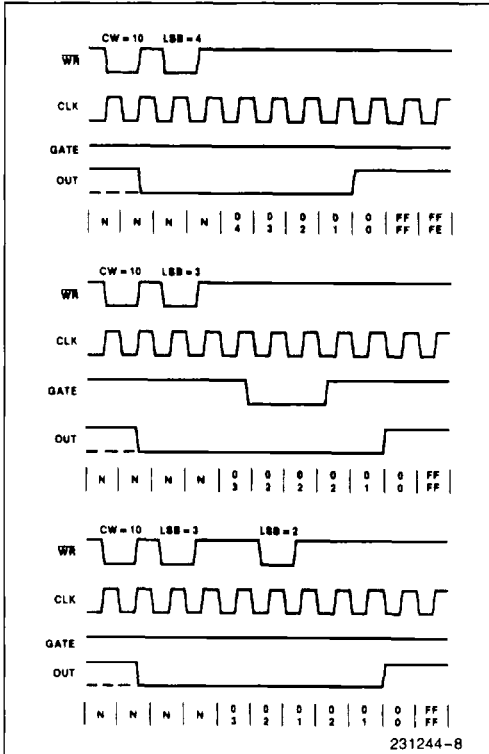 CW = 10 LSB = 4
WR
CLK
GATE
OUT
N N N N 0 0 0 0 0 FF FF
4 3 2 1 0 FF FE
CW = 10 LSB = 3
WR
CLK
GATE
OUT
N N N N 0 0 0 0 0 0 FF
3 2 2 2 1 0 FF
CW = 10 LSB = 3 LSB = 2
WR
CLK
GATE
OUT
N N N N 0 0 0 0 0 0 FF
3 2 1 2 1 0 FF
231244-8